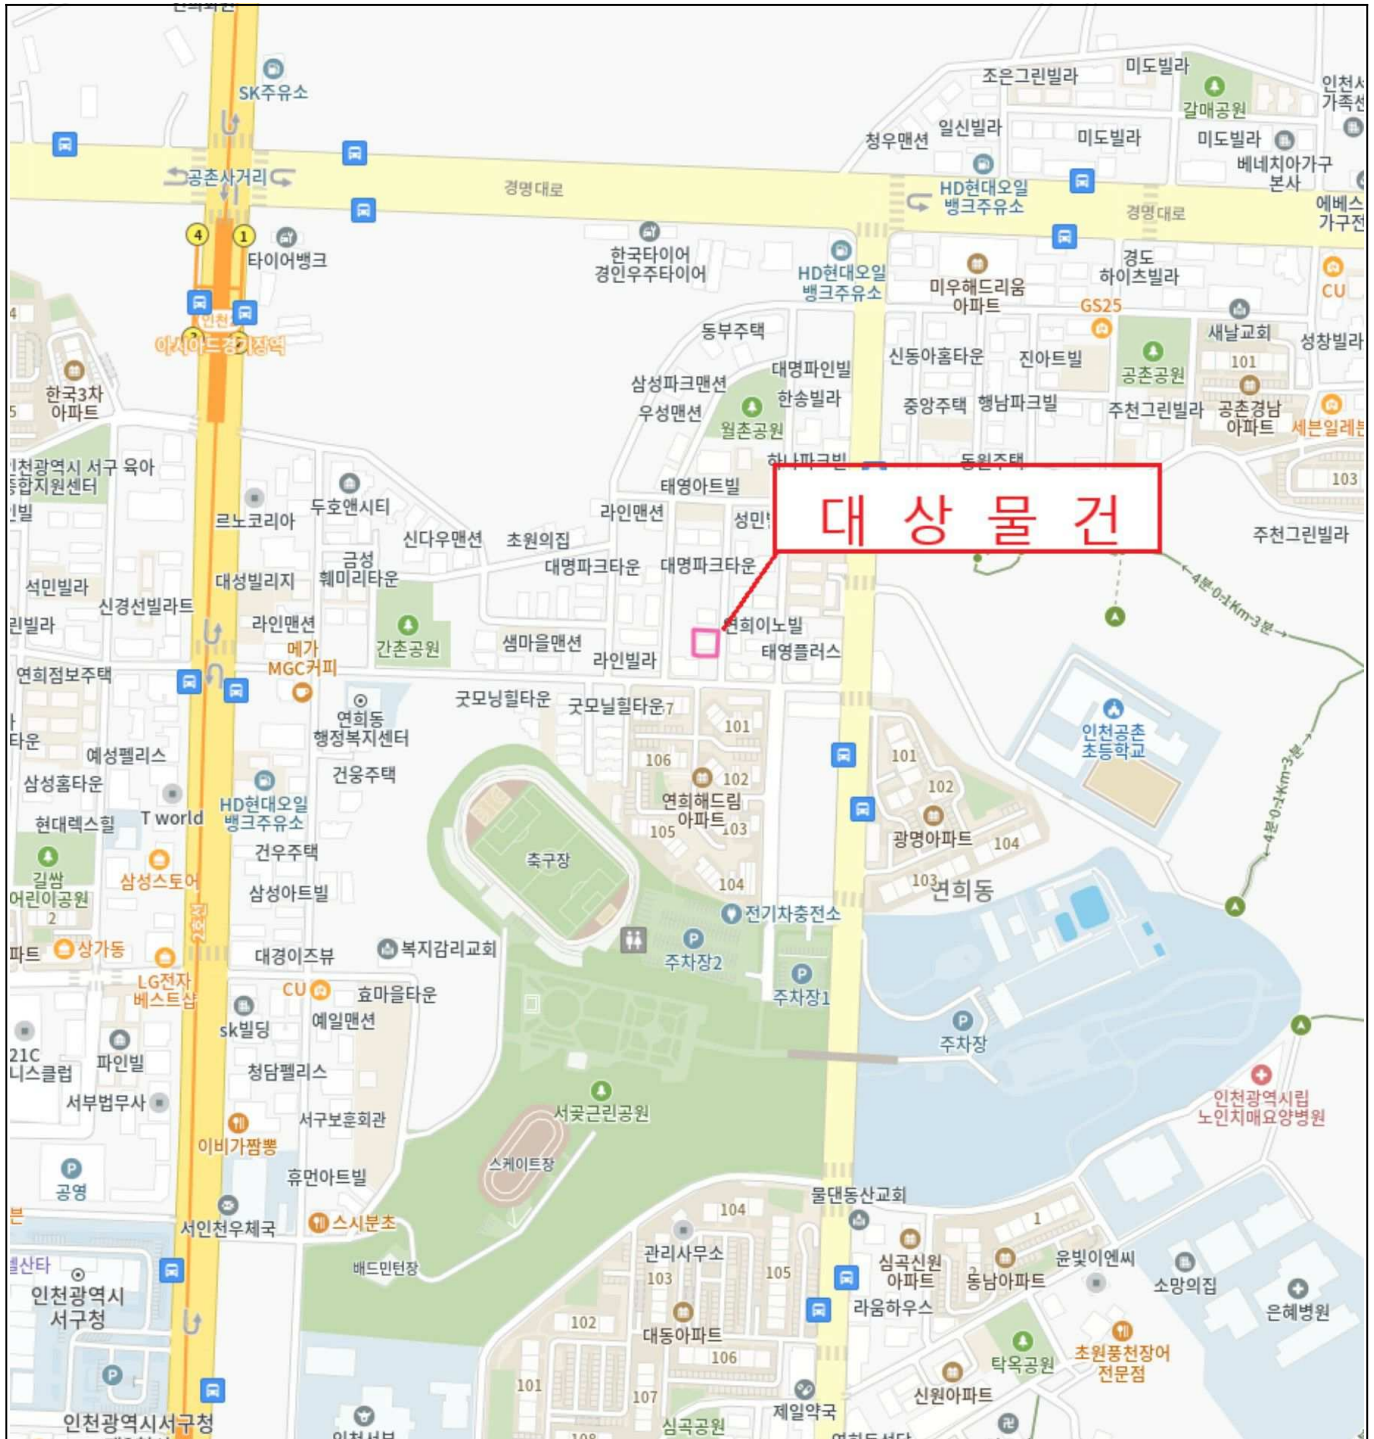 SK주유소
조은그린빌라
미도빌라
갈매공원
청우맨션
일신빌라
미도빌라
미도빌라
베네치아가구
본사
공촌사거리
경명대로
HD현대오일
뱅크주유소
경명대로
에베스
가구전
4
1
타이어뱅크
한국타이어
경인우주타이어
HD현대오일
뱅크주유소
미우해드리움
아파트
경도
하이츠빌라
CU
GS25
아시아드경기장역
동부주택
새날교회
성창빌라
한국3차
아파트
삼성파크맨션
대명파인빌
신동아홈타운
진아트빌
공촌공원
101
우성맨션
한송빌라
중앙주택
행남파크빌
주천그린빌라
공촌경남
아파트
월촌공원
세븐일레븐
하나파크빌
동원주택
인천광역시 서구 육아
종합지원센터
103
두호앤시티
태영아트빌
르노코리아
라인맨션
대 상 물 건
주천그린빌라
신다우맨션
초원의집
금성
훼미리타운
대명파크타운
대명파크타운
석민빌라
대성빌리지
4분 0.1Km 3분
신경선빌라트
라인맨션
간촌공원
샘마을맨션
연희이노빌
메가
MGC커피
라인빌라
태영플러스
연희점보주택
굿모닝힐타운
굿모닐힐타운7
연희동
행정복지센터
101
인천공촌
초등학교
예성펠리스
106
101
삼성홈타운
건웅주택
102
102
연희해드림
아파트
T world
HD현대오일
뱅크주유소
현대렉스힐
105
103
광명아파트
104
4분 0.1Km 3분
건우주택
축구장
길쌈
어린이공원
삼성스토어
삼성아트빌
104
103
연희동
2
2호선
전기차충전소
상가동
대경이즈뷰
복지감리교회
주차장2
LG전자
베스트샵
CU
효마을타운
주차장1
sk빌딩
예일맨션
주차장
21C
파인빌
청담펠리스
서부법무사
서구보훈회관
서곶근린공원
인천광역시립
노인치매요양병원
이비가짬뽕
스케이트장
공영
휴먼아트빌
물댄동산교회
서인천우체국
스시분초
104
1
관리사무소
심곡신원
아파트
배드민턴장
103
105
동남아파트
윤빛이엔씨
소망의집
인천광역시
서구청
라움하우스
은혜병원
102
대동아파트
106
탁옥공원
초원풍천장어
전문점
101
107
신원아파트
제일약국
심곡공원
인천광역시서구청